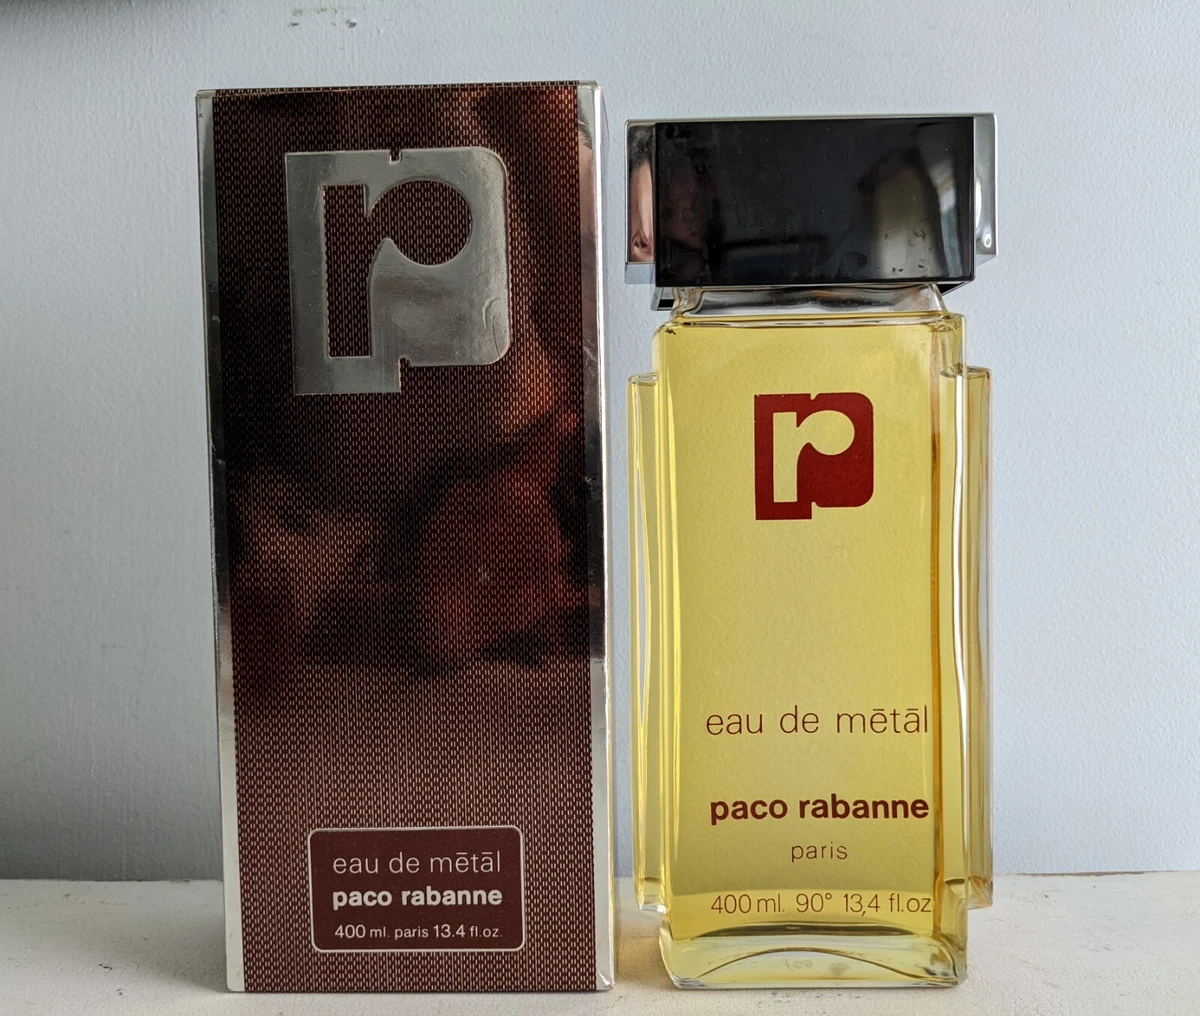 eau de mētāl
paco rabanne
400 ml. paris 13.4 fl.oz.
eau de mētāl
paco rabanne
paris
400 ml. 90° 13,4 fl.oz